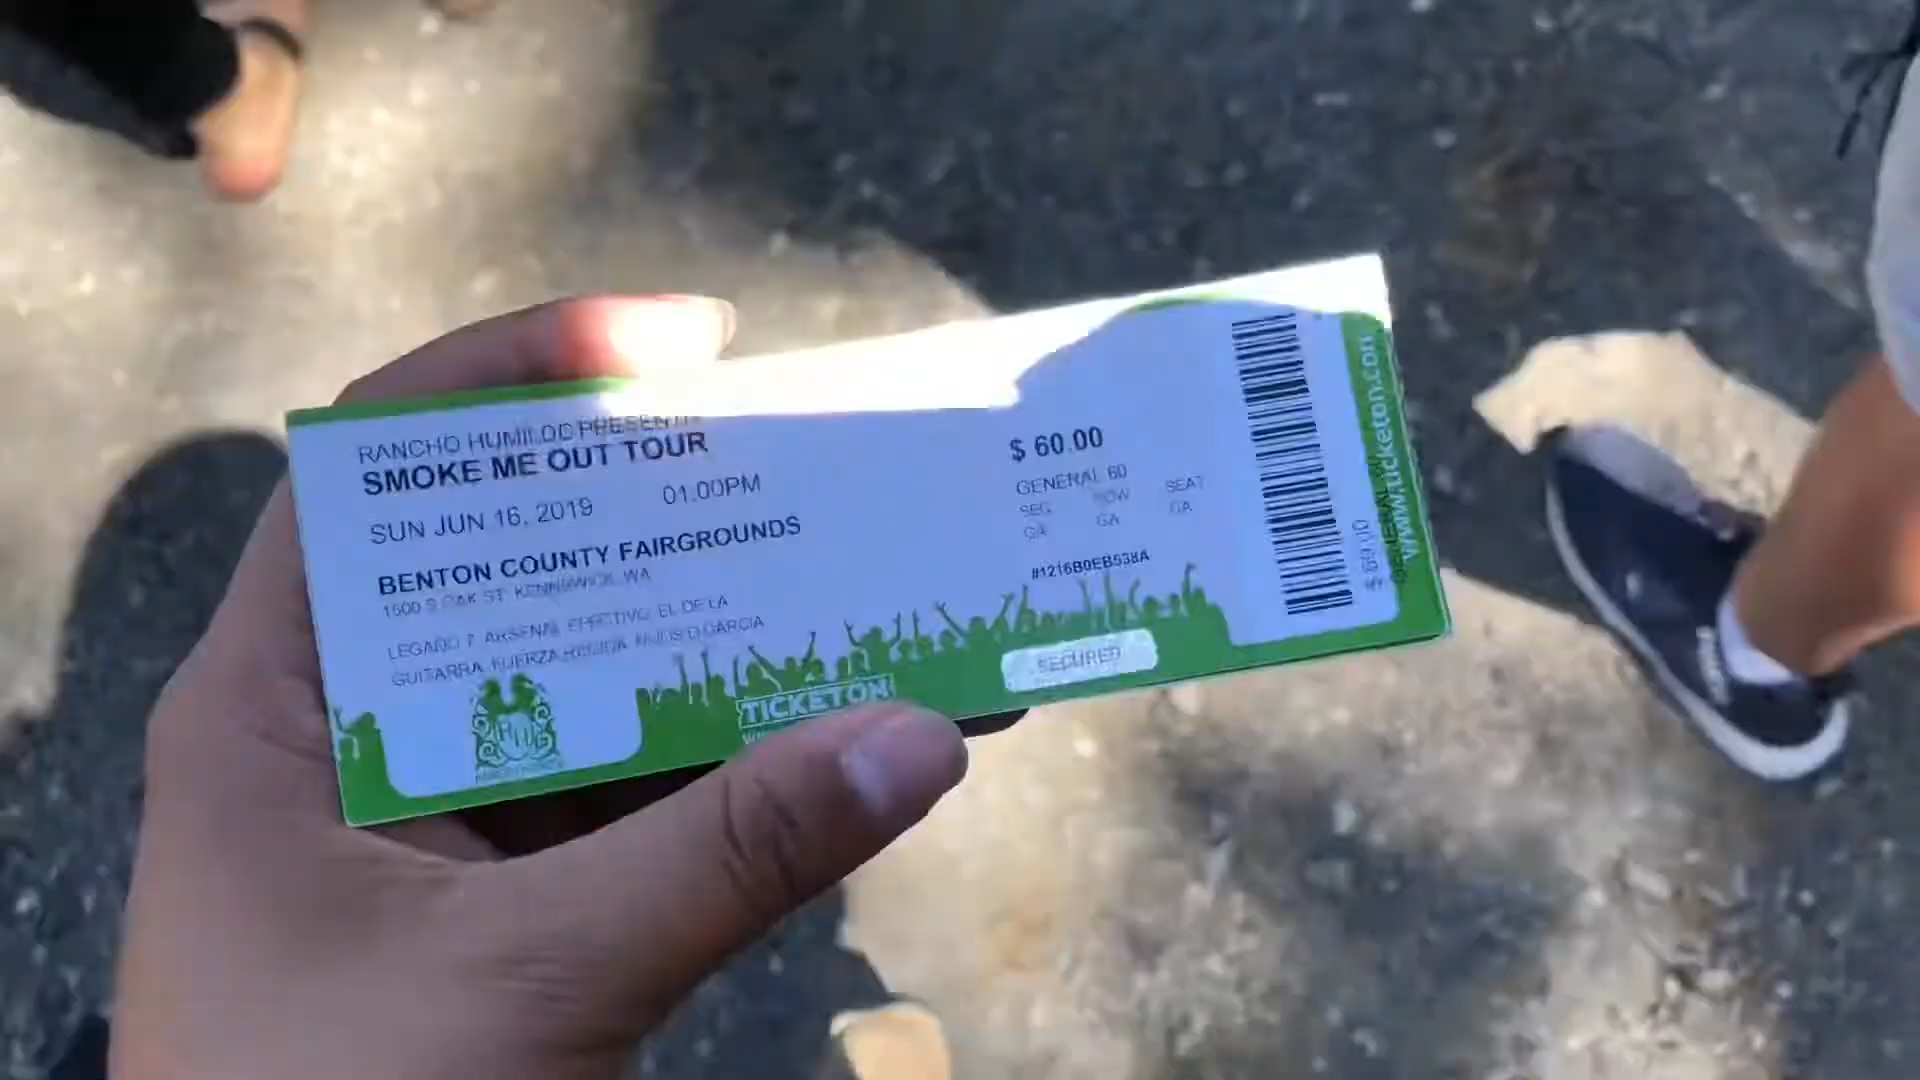 RANCHO HUMILDE PRESENTA
SMOKE ME OUT TOUR
SUN JUN 16, 2019 01:00PM
BENTON COUNTY FAIRGROUNDS
1500 S OAK ST KENNEWICK, WA
LEGADO 7 ARSENAL EFECTIVO EL DE LA
GUITARRA FUERZA REGIDA HIJOS D GARCIA
$ 60.00
GENERAL 60
SEC ROW SEAT
GA GA GA
#1216B0EB538A
SECURED
TICKETON
www.ticketon.com